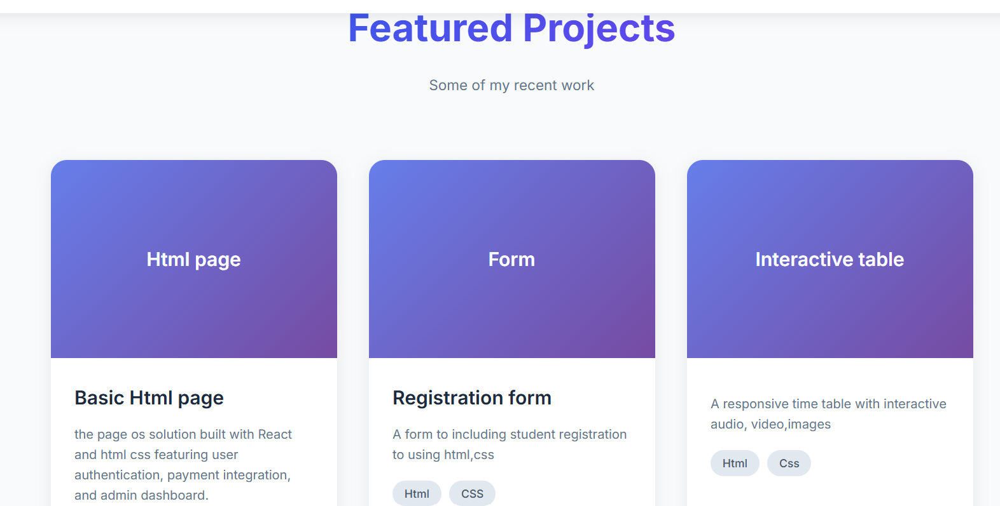 Featured Projects
Some of my recent work
Html page
Form
Interactive table
Basic Html page
the page os solution built with React
and html css featuring user
authentication, payment integration,
and admin dashboard.
Registration form
A form to including student registration
to using html,css
Html
CSS
A responsive time table with interactive
audio, video,images
Html
Css